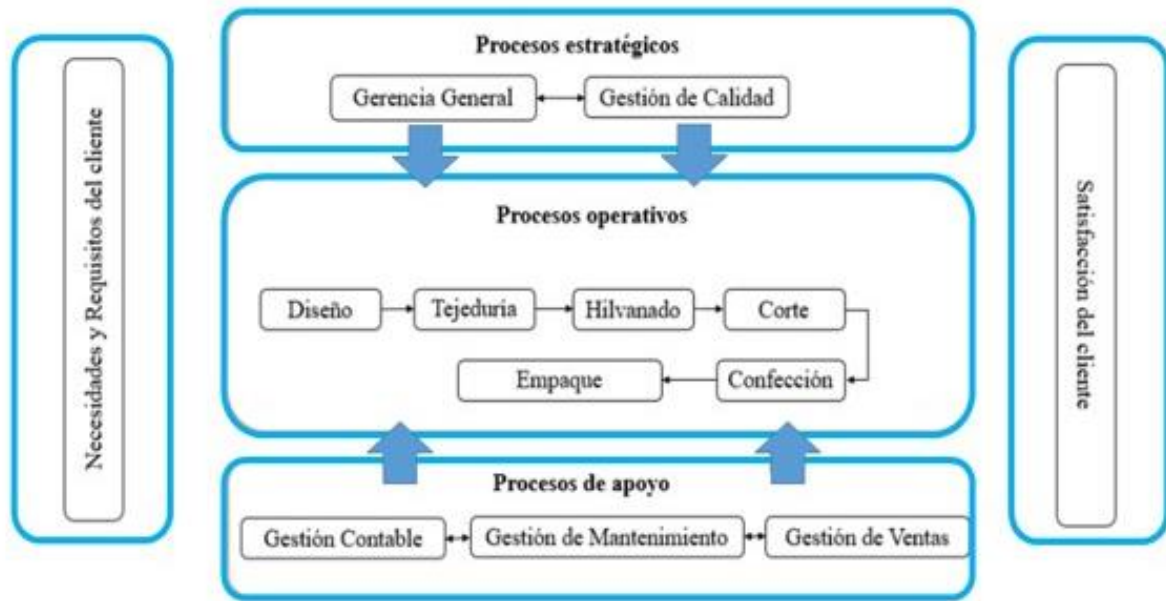 Necesidades y Requisitos del cliente
Procesos estratégicos
Gerencia General
Gestión de Calidad
Procesos operativos
Diseño
Tejeduría
Hilvanado
Corte
Empaque
Confección
Procesos de apoyo
Gestión Contable
Gestión de Mantenimiento
Gestión de Ventas
Satisfacción del cliente